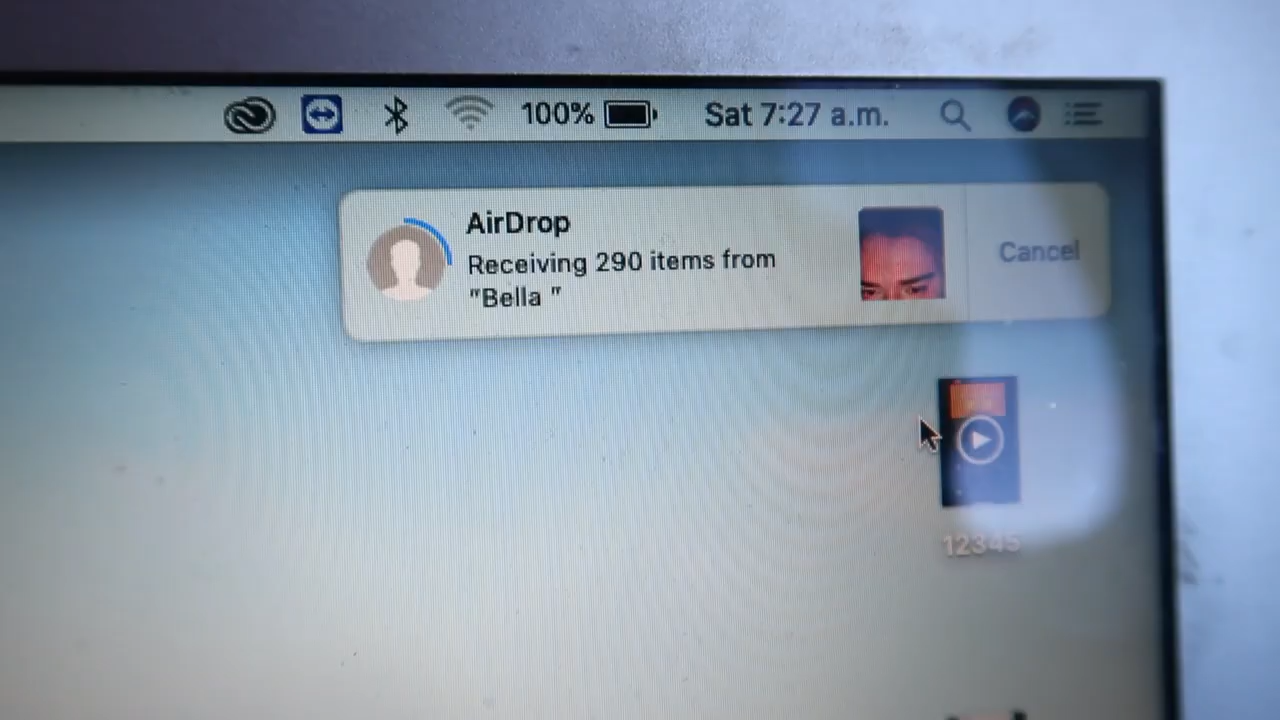 100% Sat 7:27 a.m.
AirDrop
Receiving 290 items from
"Bella "
Cancel
12345